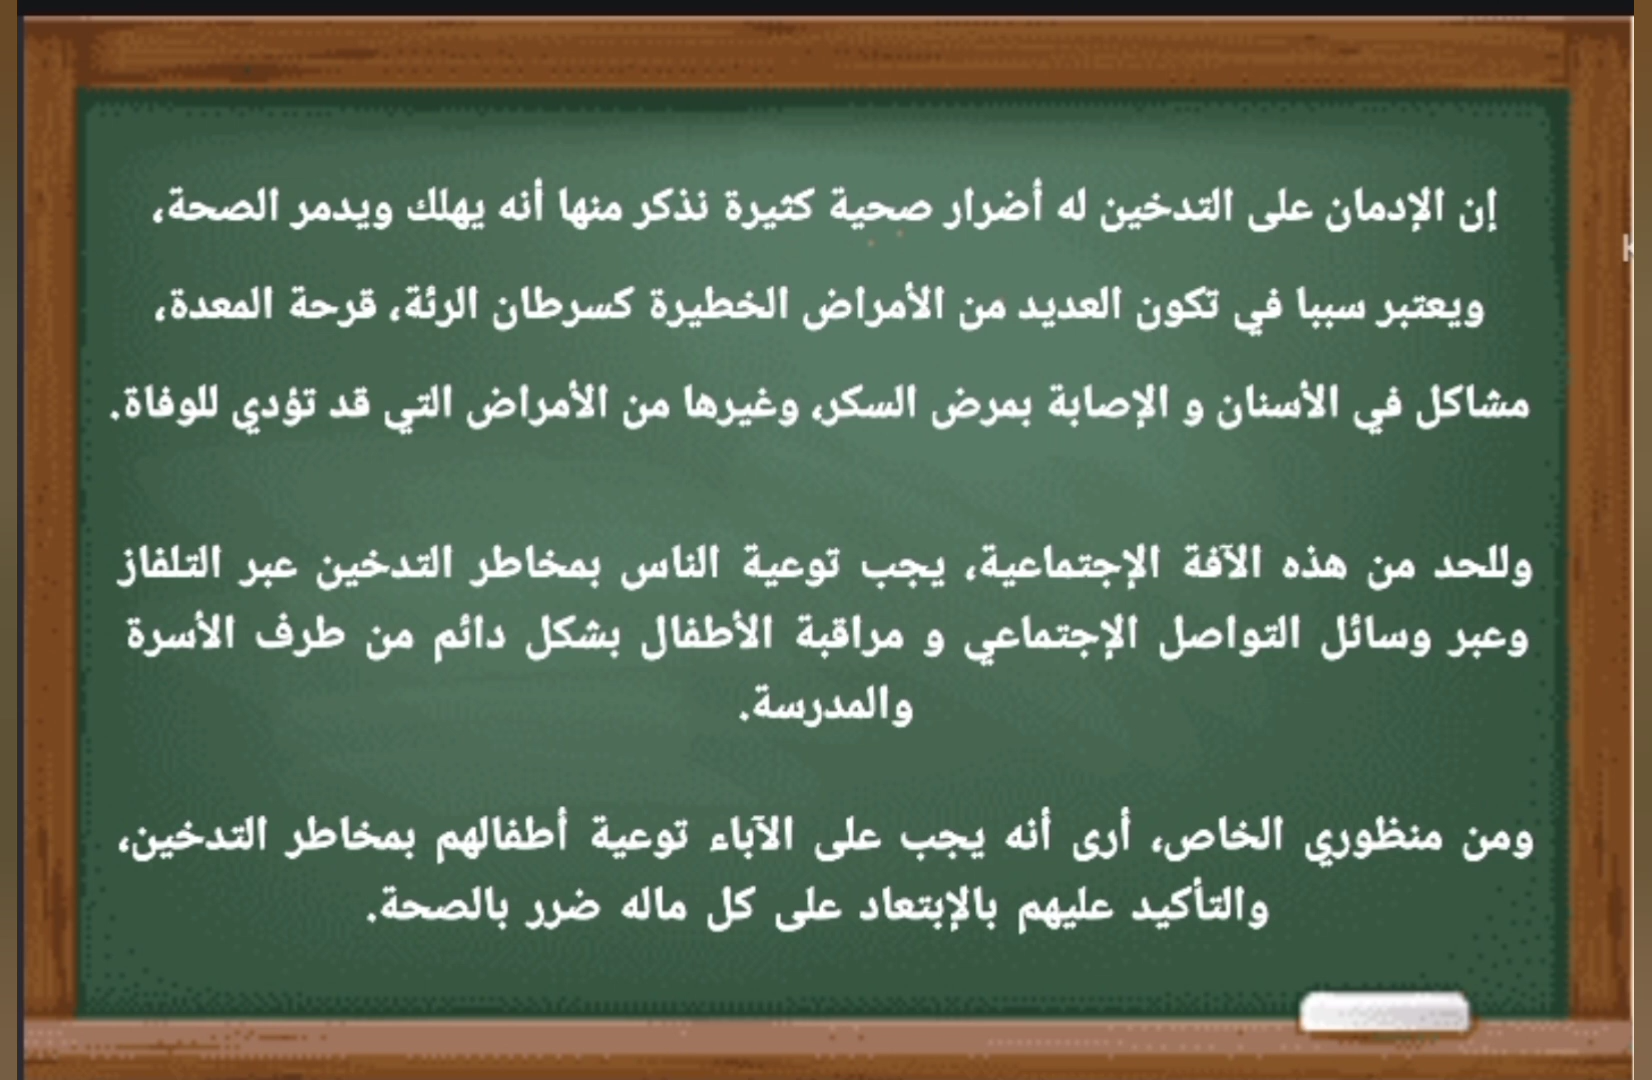 إن الإدمان على التدخين له أضرار صحية كثيرة نذكر منها أنه يهلك ويدمر الصحة،
ويعتبر سببا في تكون العديد من الأمراض الخطيرة كسرطان الرئة، قرحة المعدة،
مشاكل في الأسنان و الإصابة بمرض السكر، وغيرها من الأمراض التي قد تؤدي للوفاة.
وللحد من هذه الآفة الإجتماعية، يجب توعية الناس بمخاطر التدخين عبر التلفاز
وعبر وسائل التواصل الإجتماعي و مراقبة الأطفال بشكل دائم من طرف الأسرة
والمدرسة.
ومن منظوري الخاص، أرى أنه يجب على الآباء توعية أطفالهم بمخاطر التدخين،
والتأكيد عليهم بالإبتعاد على كل ماله ضرر بالصحة.